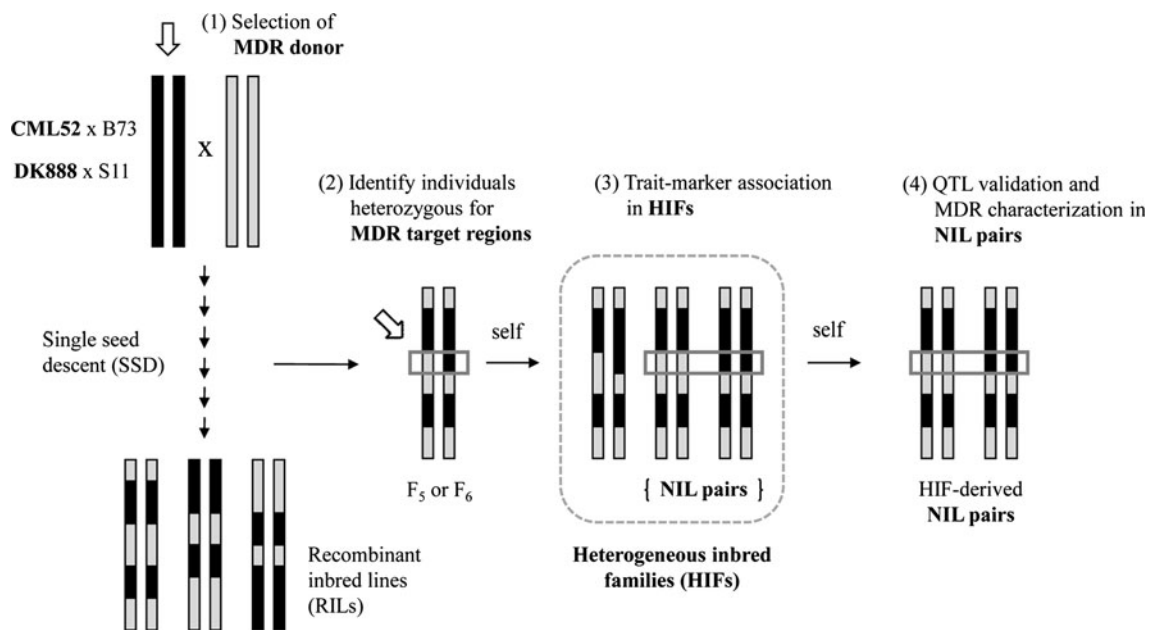 (1) Selection of
MDR donor
CML52 x B73
DK888 x S11
X
(2) Identify individuals
heterozygous for
MDR target regions
(3) Trait-marker association
in HIFs
(4) QTL validation and
MDR characterization in
NIL pairs
Single seed
descent (SSD)
self
self
F₅ or F₆
{ NIL pairs }
HIF-derived
NIL pairs
Heterogeneous inbred
families (HIFs)
Recombinant
inbred lines
(RILs)